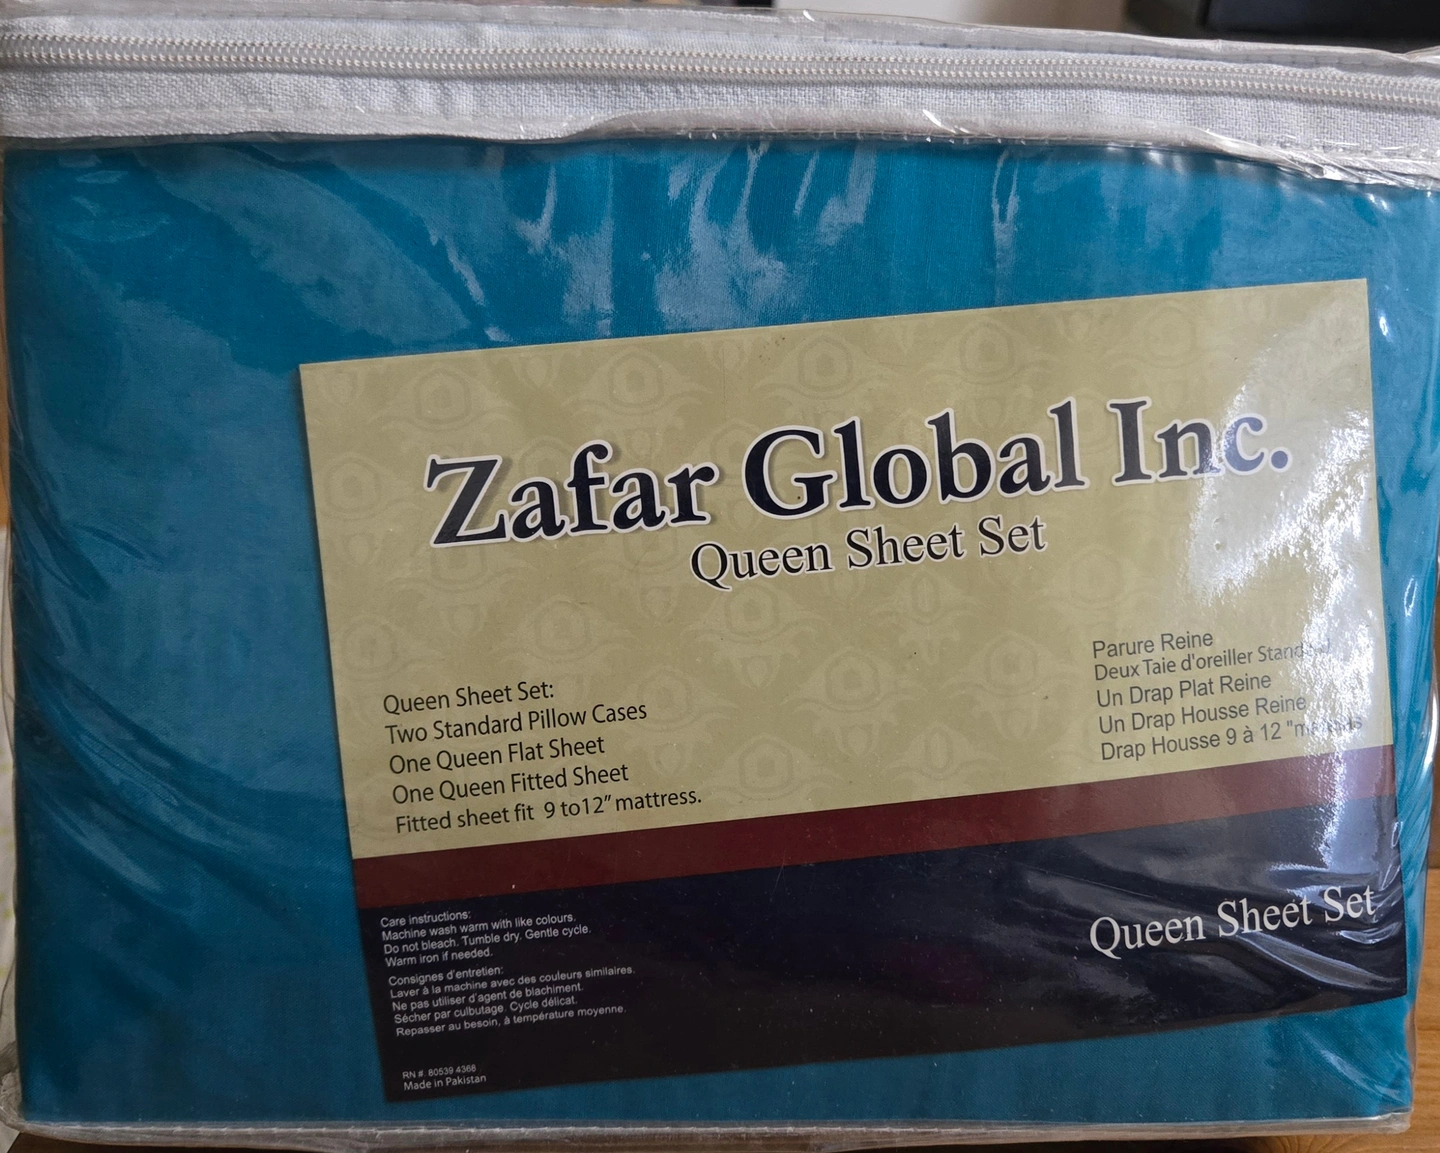 Zafar Global Inc.
Queen Sheet Set
Queen Sheet Set:
Two Standard Pillow Cases
One Queen Flat Sheet
One Queen Fitted Sheet
Fitted sheet fit 9 to12" mattress.
Parure Reine
Deux Taie d'oreiller
Un Drap Plat Reine
Un Drap Housse Reine
Drap Housse 9 à 12 "
Queen Sheet Set
Care instructions:
Machine wash warm with like colours.
Do not bleach. Tumble dry. Gentle cycle.
Warm iron if needed.
Consignes d'entretien:
Laver à la machine avec des couleurs similaires.
Ne pas utiliser d'agent de blachiment.
Sécher par culbutage. Cycle délicat.
Repasser au besoin, à température moyenne.
RN #. 80539 4368
Made in Pakistan